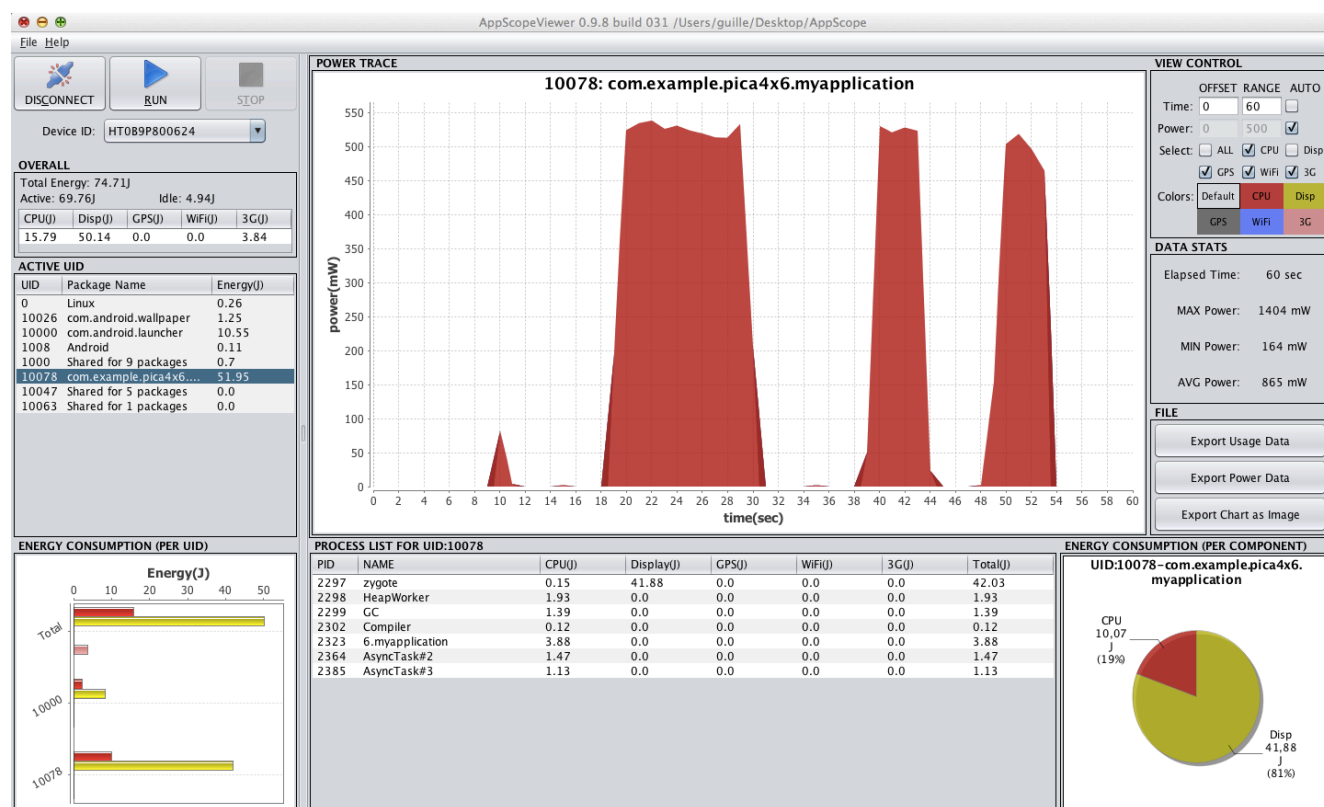 AppScopeViewer 0.9.8 build 031 /Users/guille/Desktop/AppScope
File Help
DISCONNECT RUN STOP
Device ID: HT0B9P800624
OVERALL
Total Energy: 74.71J
Active: 69.76J Idle: 4.94J
CPU(J) Disp(J) GPS(J) WiFi(J) 3G(J)
15.79 50.14 0.0 0.0 3.84
ACTIVE UID
UID Package Name Energy(J)
0 Linux 0.26
10026 com.android.wallpaper 1.25
10000 com.android.launcher 10.55
1008 Android 0.11
1000 Shared for 9 packages 0.7
10078 com.example.pica4x6.... 51.95
10047 Shared for 5 packages 0.0
10063 Shared for 1 packages 0.0
POWER TRACE
10078: com.example.pica4x6.myapplication
power(mW)
550
500
450
400
350
300
250
200
150
100
50
0
0 2 4 6 8 10 12 14 16 18 20 22 24 26 28 30 32 34 36 38 40 42 44 46 48 50 52 54 56 58 60
time(sec)
VIEW CONTROL
OFFSET RANGE AUTO
Time: 0 60
Power: 0 500
Select: ALL CPU Disp
GPS WiFi 3G
Colors: Default CPU Disp
GPS WiFi 3G
DATA STATS
Elapsed Time: 60 sec
MAX Power: 1404 mW
MIN Power: 164 mW
AVG Power: 865 mW
FILE
Export Usage Data
Export Power Data
Export Chart as Image
ENERGY CONSUMPTION (PER UID)
Energy(J)
0 10 20 30 40 50
Total
10000
10078
PROCESS LIST FOR UID:10078
PID NAME CPU(J) Display(J) GPS(J) WiFi(J) 3G(J) Total(J)
2297 zygote 0.15 41.88 0.0 0.0 0.0 42.03
2298 HeapWorker 1.93 0.0 0.0 0.0 0.0 1.93
2299 GC 1.39 0.0 0.0 0.0 0.0 1.39
2302 Compiler 0.12 0.0 0.0 0.0 0.0 0.12
2323 6.myapplication 3.88 0.0 0.0 0.0 0.0 3.88
2364 AsyncTask#2 1.47 0.0 0.0 0.0 0.0 1.47
2385 AsyncTask#3 1.13 0.0 0.0 0.0 0.0 1.13
ENERGY CONSUMPTION (PER COMPONENT)
UID:10078-com.example.pica4x6.
myapplication
CPU
10,07
J
(19%)
Disp
41,88
J
(81%)